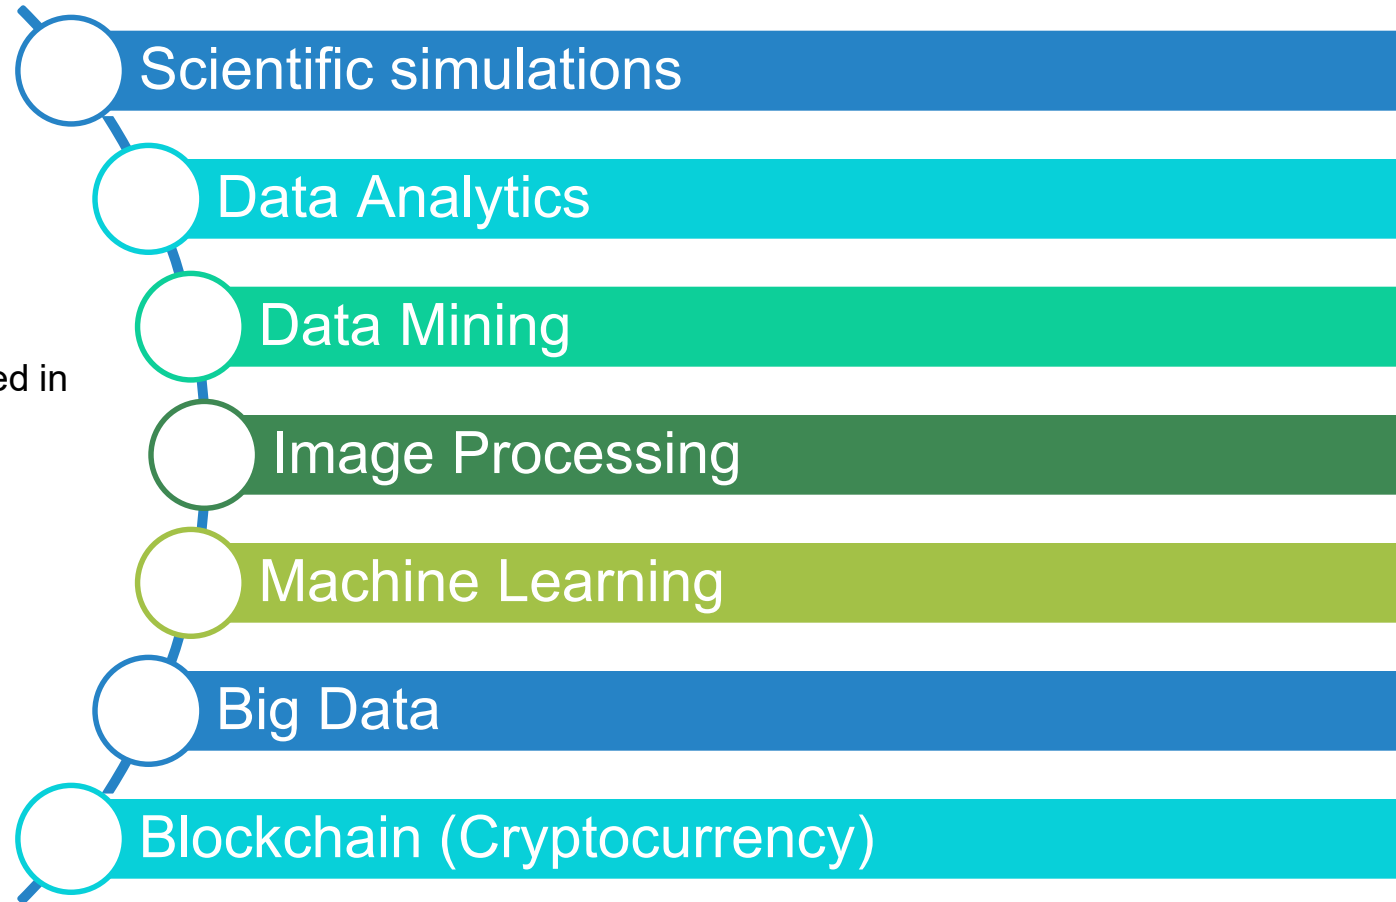 Scientific simulations
Data Analytics
Data Mining
ed in
Image Processing
Machine Learning
Big Data
Blockchain (Cryptocurrency)